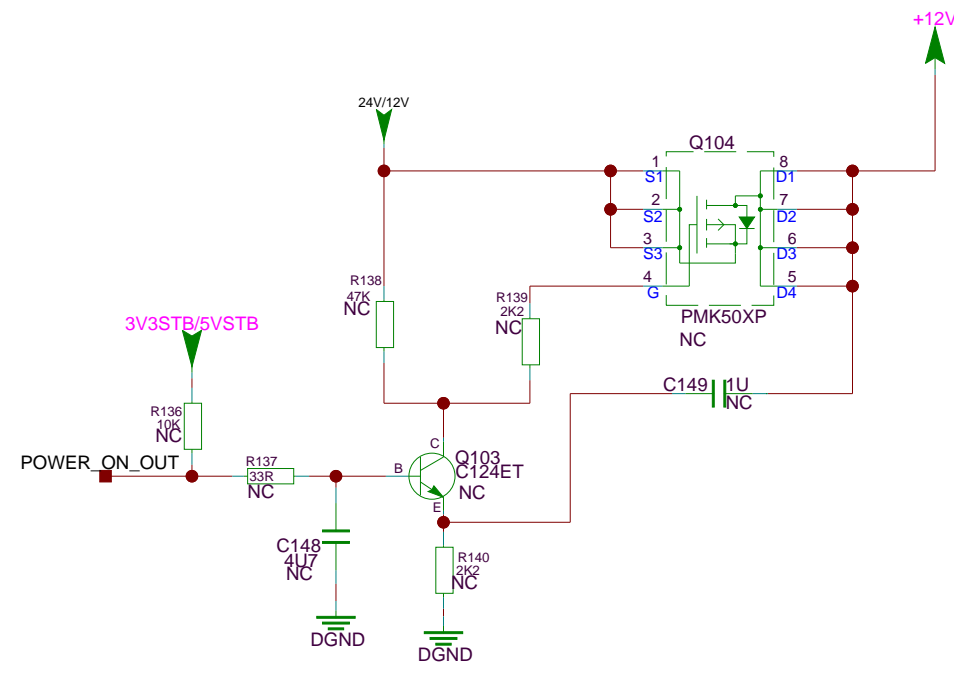 +12V
24V/12V
Q104
1
S1
8
D1
2
S2
7
D2
3
S3
6
D3
4
G
5
D4
PMK50XP
NC
R138
47K
NC
R139
2K2
NC
3V3STB/5VSTB
C149
1U
NC
R136
10K
NC
POWER_ON_OUT
R137
33R
NC
C
B
E
Q103
C124ET
NC
C148
4U7
NC
R140
2K2
NC
DGND
DGND